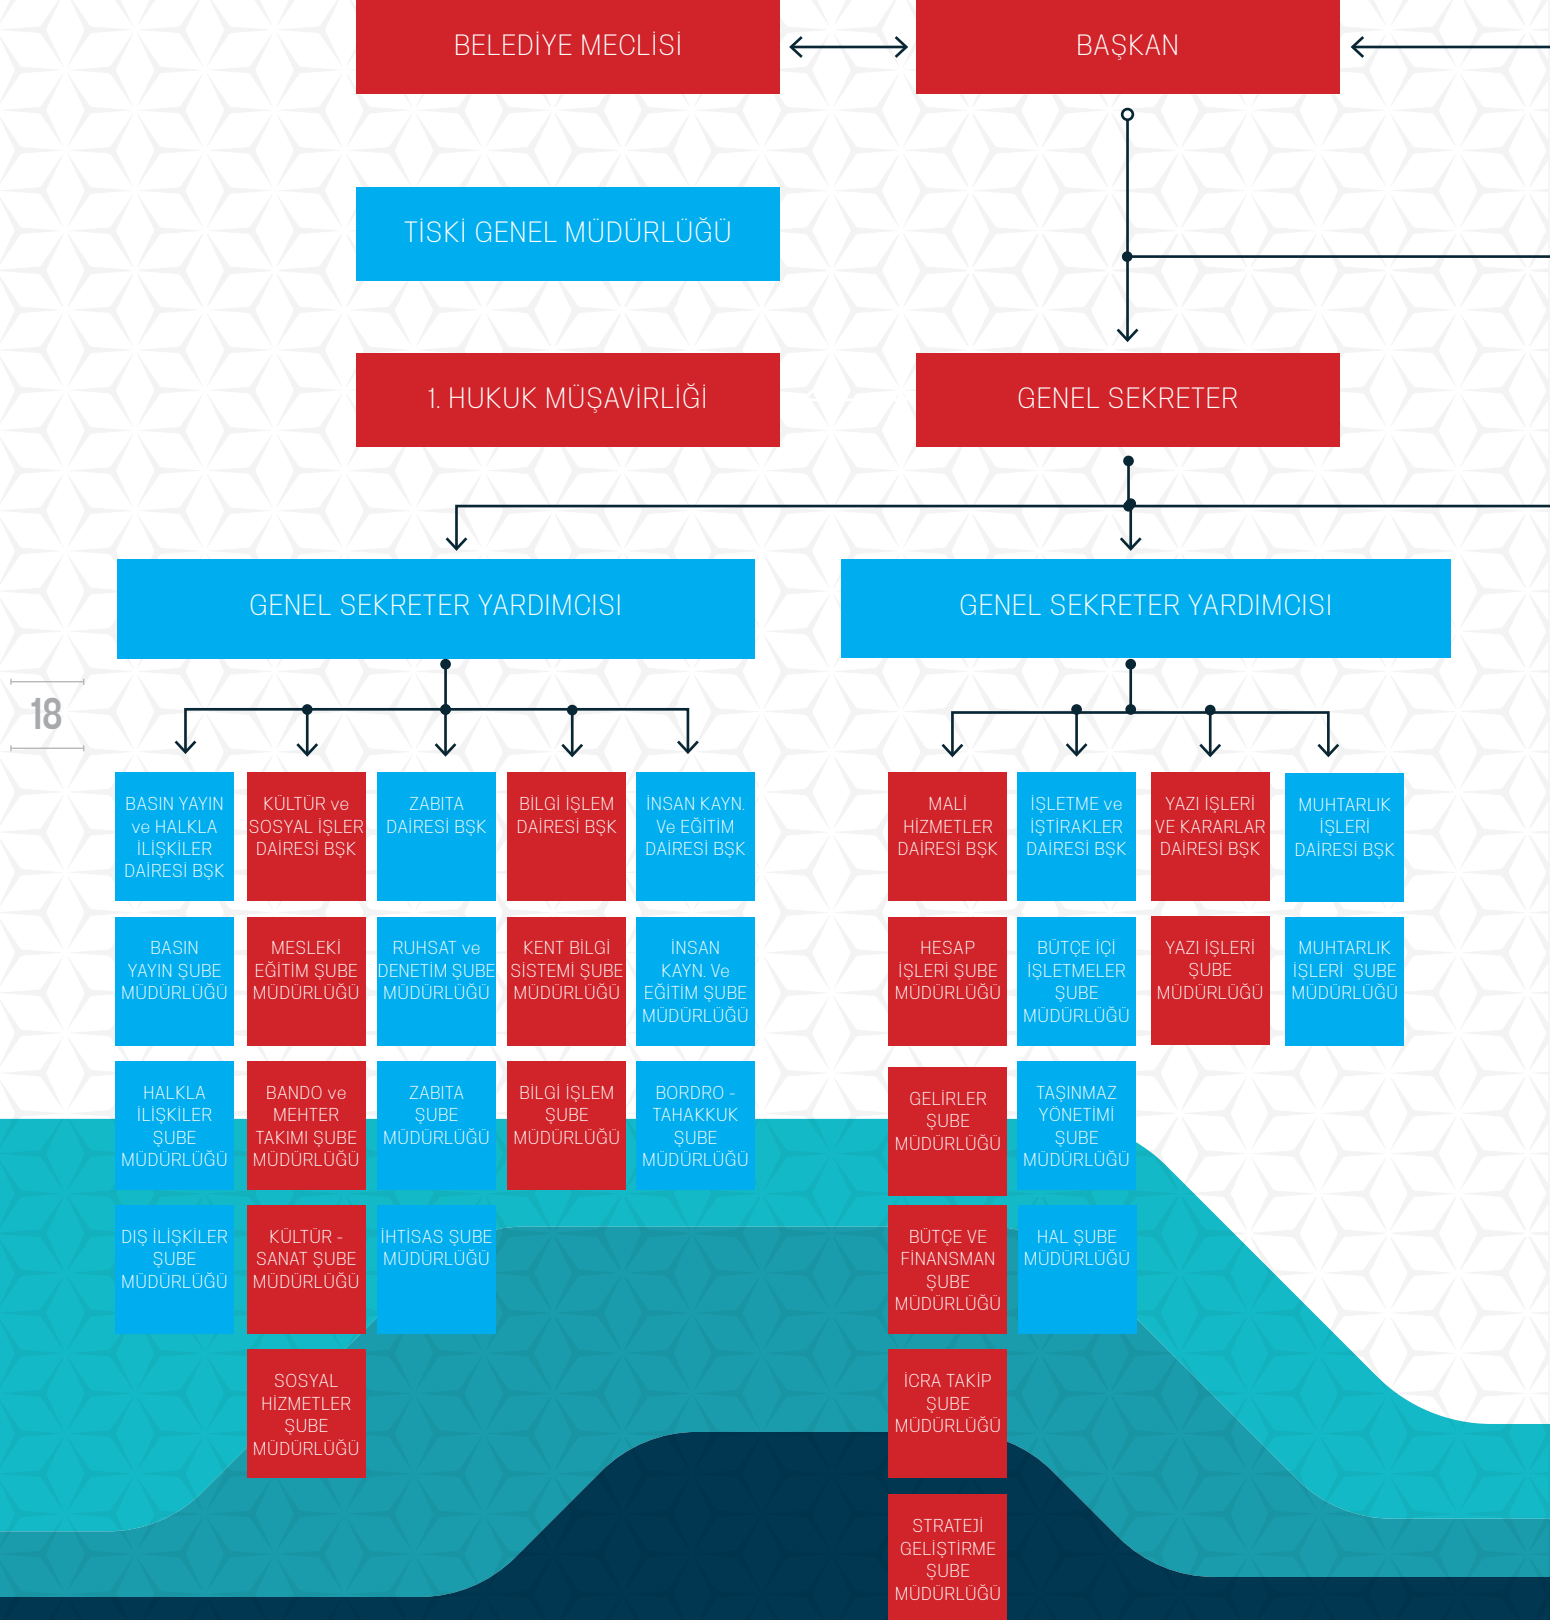 BELEDİYE MECLİSİ
BAŞKAN
TİSKİ GENEL MÜDÜRLÜĞÜ
1. HUKUK MÜŞAVİRLİĞİ
GENEL SEKRETER
GENEL SEKRETER YARDIMCISI
GENEL SEKRETER YARDIMCISI
18
BASIN YAYIN
ve HALKLA
İLİŞKİLER
DAİRESİ BŞK
KÜLTÜR ve
SOSYAL İŞLER
DAİRESİ BŞK
ZABITA
DAİRESİ BŞK
BİLGİ İŞLEM
DAİRESİ BŞK
İNSAN KAYN.
Ve EĞİTİM
DAİRESİ BŞK
MALİ
HİZMETLER
DAİRESİ BŞK
İŞLETME ve
İŞTİRAKLER
DAİRESİ BŞK
YAZI İŞLERİ
VE KARARLAR
DAİRESİ BŞK
MUHTARLIK
İŞLERİ
DAİRESİ BŞK
BASIN
YAYIN ŞUBE
MÜDÜRLÜĞÜ
MESLEKİ
EĞİTİM ŞUBE
MÜDÜRLÜĞÜ
RUHSAT ve
DENETİM ŞUBE
MÜDÜRLÜĞÜ
KENT BİLGİ
SİSTEMİ ŞUBE
MÜDÜRLÜĞÜ
İNSAN
KAYN. Ve
EĞİTİM ŞUBE
MÜDÜRLÜĞÜ
HESAP
İŞLERİ ŞUBE
MÜDÜRLÜĞÜ
BÜTÇE İÇİ
İŞLETMELER
ŞUBE
MÜDÜRLÜĞÜ
YAZI İŞLERİ
ŞUBE
MÜDÜRLÜĞÜ
MUHTARLIK
İŞLERİ ŞUBE
MÜDÜRLÜĞÜ
HALKLA
İLİŞKİLER
ŞUBE
MÜDÜRLÜĞÜ
BANDO ve
MEHTER
TAKIMI ŞUBE
MÜDÜRLÜĞÜ
ZABITA
ŞUBE
MÜDÜRLÜĞÜ
BİLGİ İŞLEM
ŞUBE
MÜDÜRLÜĞÜ
BORDRO -
TAHAKKUK
ŞUBE
MÜDÜRLÜĞÜ
GELİRLER
ŞUBE
MÜDÜRLÜĞÜ
TAŞINMAZ
YÖNETİMİ
ŞUBE
MÜDÜRLÜĞÜ
DIŞ İLİŞKİLER
ŞUBE
MÜDÜRLÜĞÜ
KÜLTÜR -
SANAT ŞUBE
MÜDÜRLÜĞÜ
İHTİSAS ŞUBE
MÜDÜRLÜĞÜ
BÜTÇE VE
FİNANSMAN
ŞUBE
MÜDÜRLÜĞÜ
HAL ŞUBE
MÜDÜRLÜĞÜ
SOSYAL
HİZMETLER
ŞUBE
MÜDÜRLÜĞÜ
İCRA TAKİP
ŞUBE
MÜDÜRLÜĞÜ
STRATEJİ
GELİŞTİRME
ŞUBE
MÜDÜRLÜĞÜ